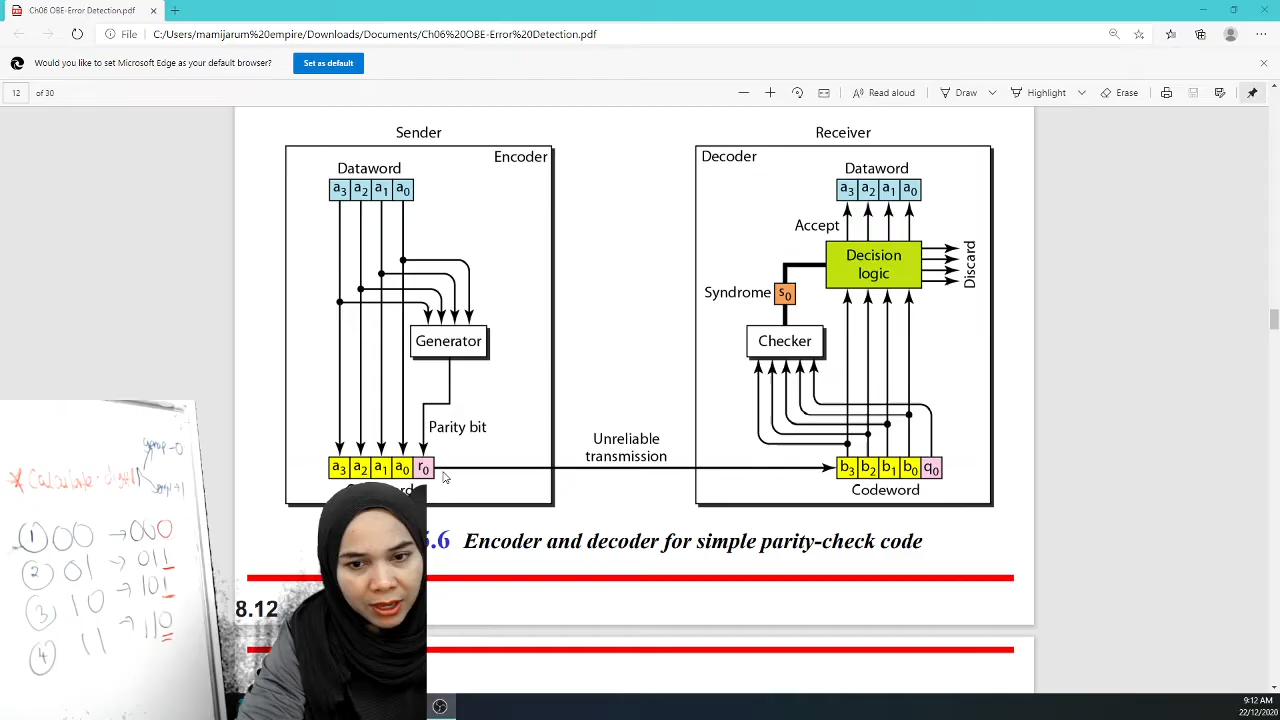 Ch06 OBE-Error Detection.pdf
File C:/Users/mamijarum%20empire/Downloads/Documents/Ch06%20OBE-Error%20Detection.pdf
Would you like to set Microsoft Edge as your default browser? Set as default
12 of 30 Read aloud Draw Highlight Erase
Sender Receiver
Encoder Decoder
Dataword Dataword
a3 a2 a1 a0 a3 a2 a1 a0
Accept
Decision logic
Discard
Syndrome s0
Generator Checker
Parity bit
Unreliable transmission
a3 a2 a1 a0 r0 b3 b2 b1 b0 q0
Codeword
.6 Encoder and decoder for simple parity-check code
8.12
Calculate
1 00 → 000
2 01 → 011
3 10 → 101
4 11 → 110
9:12 AM
22/12/2020